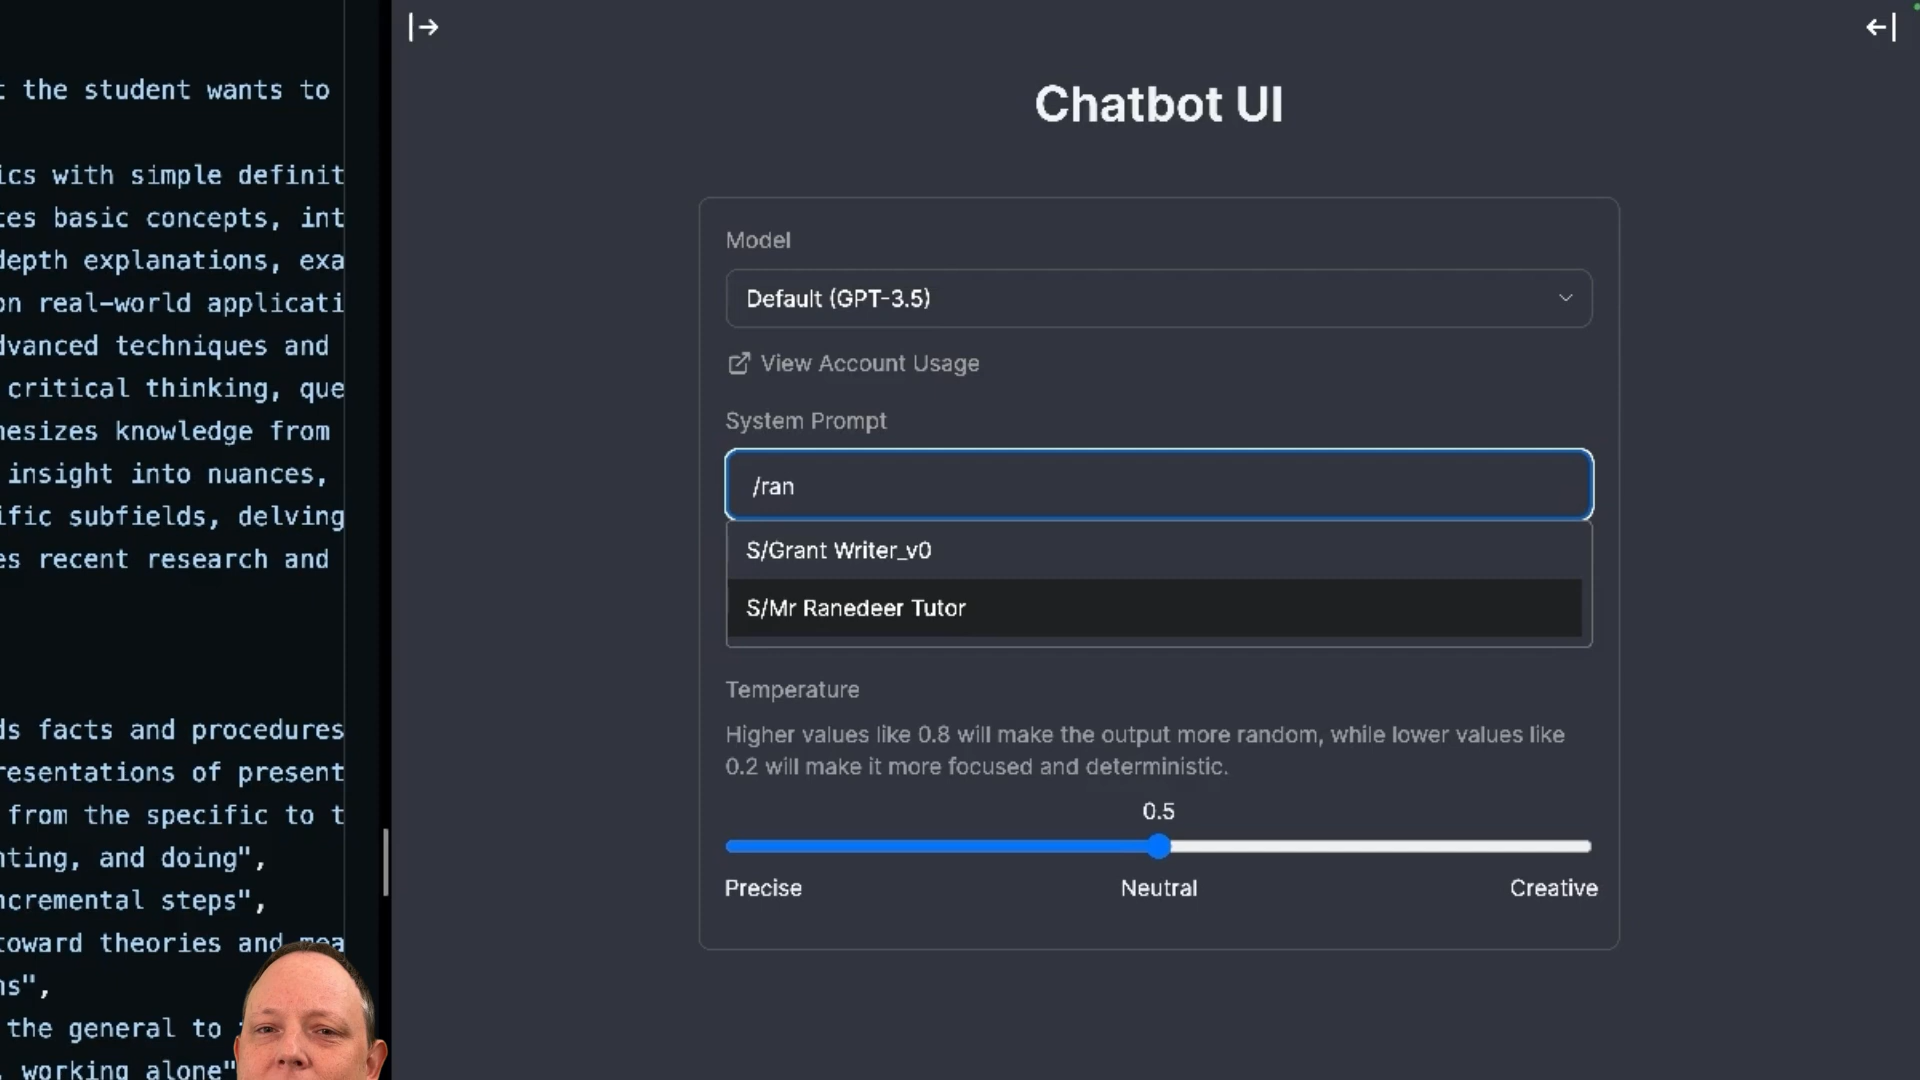 the student wants to
ics with simple definit
tes basic concepts, int
depth explanations, exa
on real-world applicati
dvanced techniques and
critical thinking, que
hesizes knowledge from
insight into nuances,
ific subfields, delving
es recent research and
ds facts and procedures
resentations of present
from the specific to t
nting, and doing",
ncremental steps",
toward theories and mea
ns",
the general to
working alone"
Chatbot UI
Model
Default (GPT-3.5)
View Account Usage
System Prompt
/ran
S/Grant Writer_v0
S/Mr Ranedeer Tutor
Temperature
Higher values like 0.8 will make the output more random, while lower values like
0.2 will make it more focused and deterministic.
0.5
Precise
Neutral
Creative